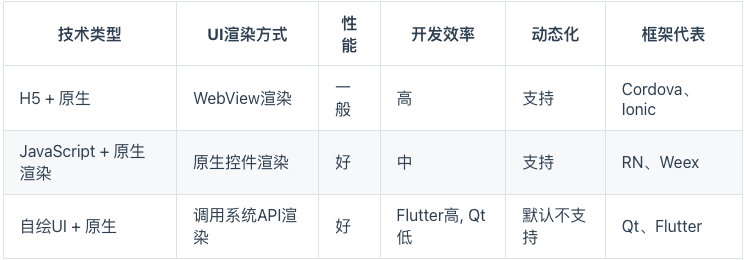 技术类型 UI渲染方式 性能 开发效率 动态化 框架代表
H5 + 原生 WebView渲染 一般 高 支持 Cordova、Ionic
JavaScript + 原生渲染 原生控件渲染 好 中 支持 RN、Weex
自绘UI + 原生 调用系统API渲染 好 Flutter高, Qt低 默认不支持 Qt、Flutter